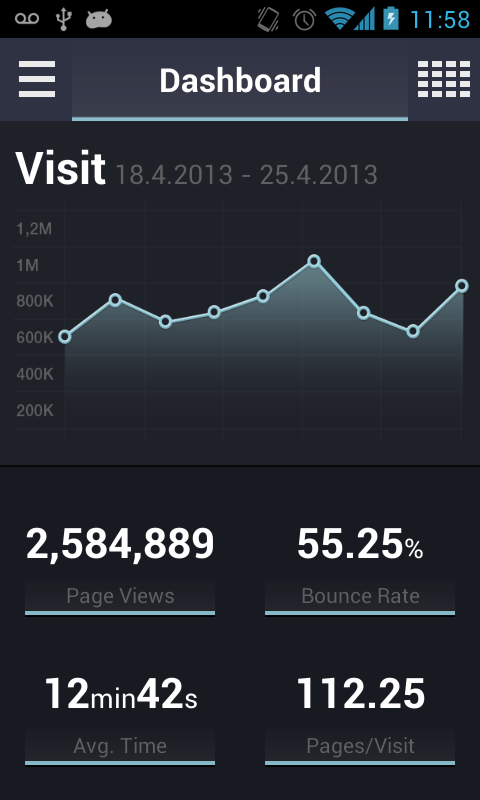 11:58
Dashboard
Visit 18.4.2013 - 25.4.2013
1,2M
1M
800K
600K
400K
200K
2,584,889
55.25%
Page Views
Bounce Rate
12min42s
112.25
Avg. Time
Pages/Visit